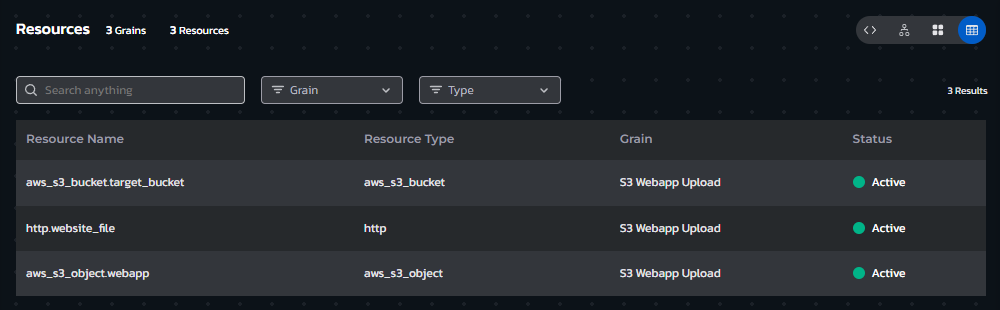 Resources 3 Grains 3 Resources
Search anything Grain Type 3 Results
Resource Name Resource Type Grain Status
aws_s3_bucket.target_bucket aws_s3_bucket S3 Webapp Upload Active
http.website_file http S3 Webapp Upload Active
aws_s3_object.webapp aws_s3_object S3 Webapp Upload Active